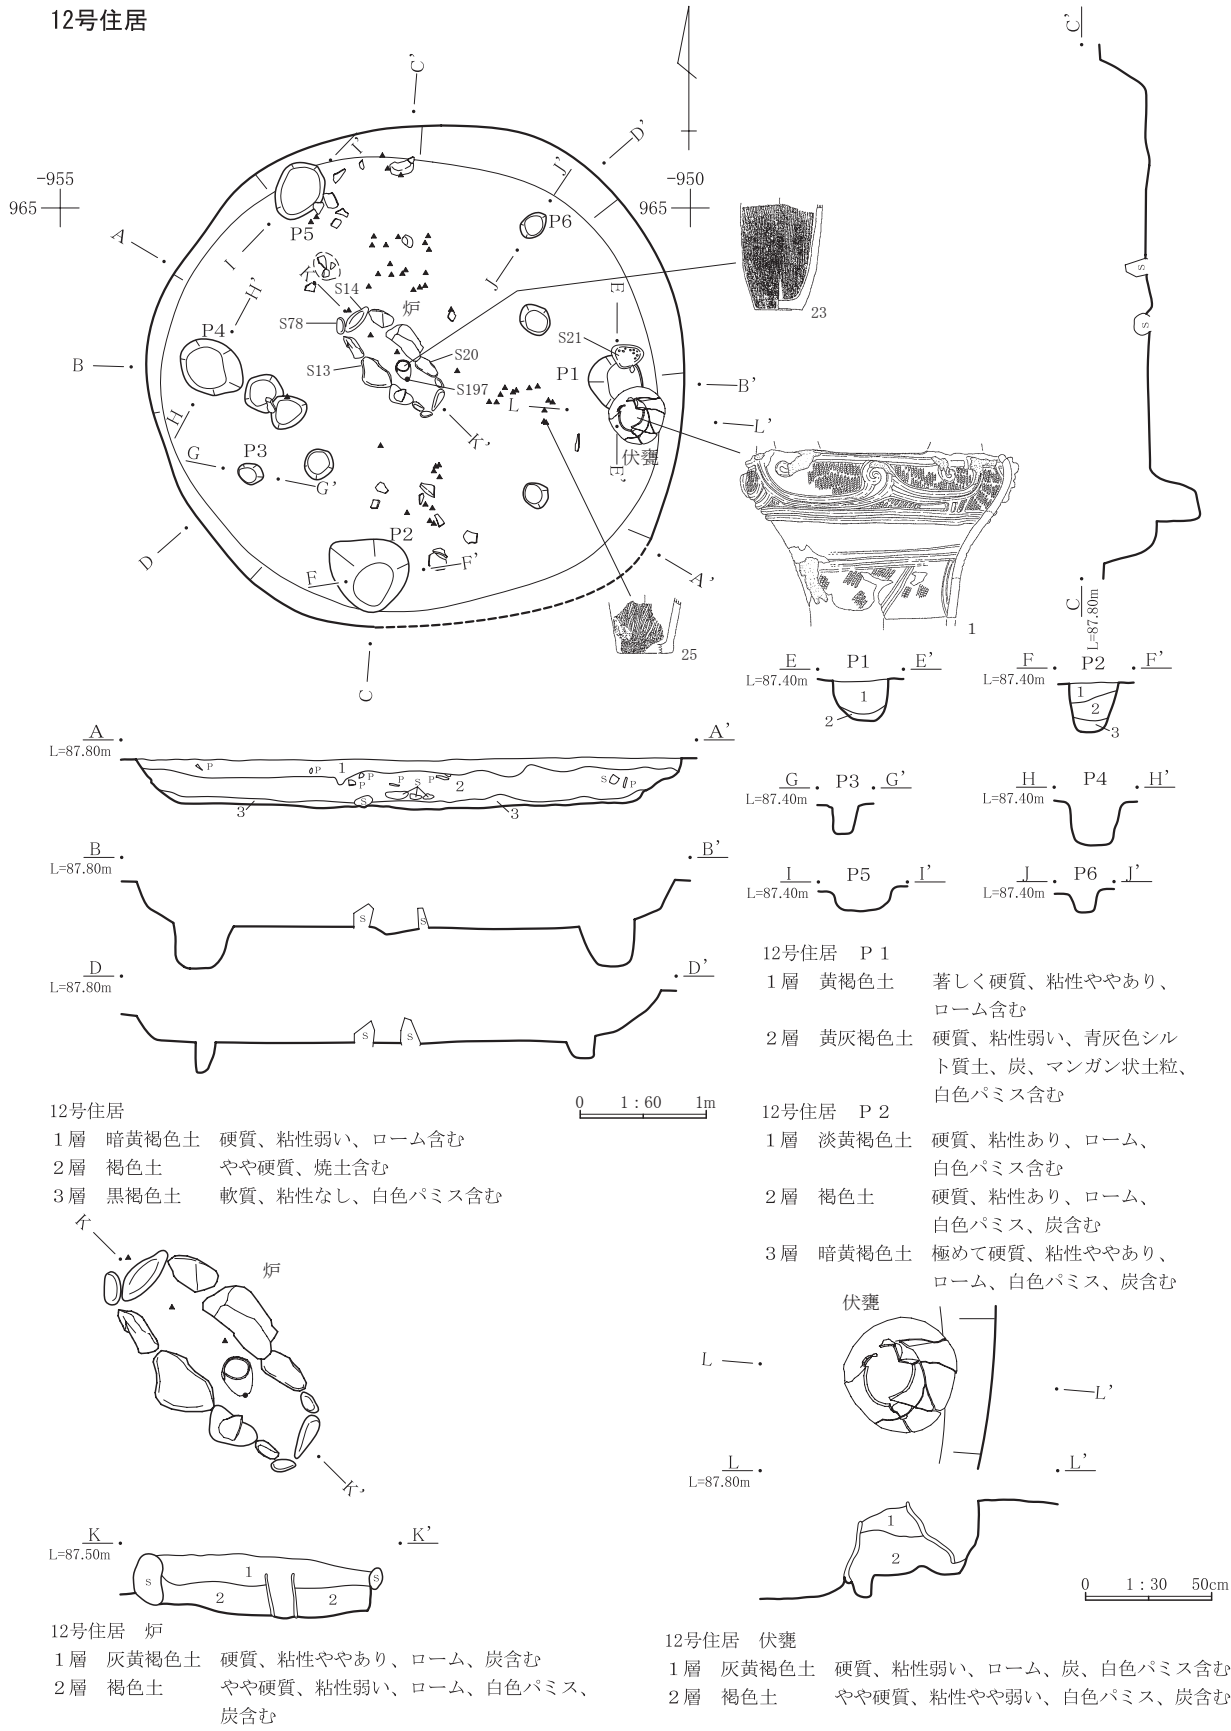 12号住居
C'
-955
965
-950
965
D'
I'
J'
A
P5
P6
I
J
K
H'
E
S14
炉
S78
P4
S21
23
B
S13
S20
P1
S197
B'
L
L'
H
K'
G
P3
G'
伏甕
E'
D
P2
F
F'
A'
25
1
C
C'
S
S
C
L=87.80m
E P1 E'
L=87.40m
1
2
F P2 F'
L=87.40m
1
2
3
A A'
L=87.80m
1
P P P P P P S S P
2
S
3 3
G P3 G'
L=87.40m
H P4 H'
L=87.40m
B B'
L=87.80m
S S
I P5 I'
L=87.40m
J P6 J'
L=87.40m
D D'
L=87.80m
S S
12号住居 P1
1層 黄褐色土 著しく硬質、粘性ややあり、
ローム含む
2層 黄灰褐色土 硬質、粘性弱い、青灰色シル
ト質土、炭、マンガン状土粒、
白色パミス含む
12号住居 P2
1層 淡黄褐色土 硬質、粘性あり、ローム、
白色パミス含む
2層 褐色土 硬質、粘性あり、ローム、
白色パミス、炭含む
3層 暗黄褐色土 極めて硬質、粘性ややあり、
ローム、白色パミス、炭含む
0 1:60 1m
12号住居
1層 暗黄褐色土 硬質、粘性弱い、ローム含む
2層 褐色土 やや硬質、焼土含む
3層 黒褐色土 軟質、粘性なし、白色パミス含む
K
炉
K'
伏甕
L
L'
L L'
L=87.80m
1
2
K K'
L=87.50m
S
1
S
2 2
0 1:30 50cm
12号住居 炉
1層 灰黄褐色土 硬質、粘性ややあり、ローム、炭含む
2層 褐色土 やや硬質、粘性弱い、ローム、白色パミス、
炭含む
12号住居 伏甕
1層 灰黄褐色土 硬質、粘性弱い、ローム、炭、白色パミス含む
2層 褐色土 やや硬質、粘性やや弱い、白色パミス、炭含む